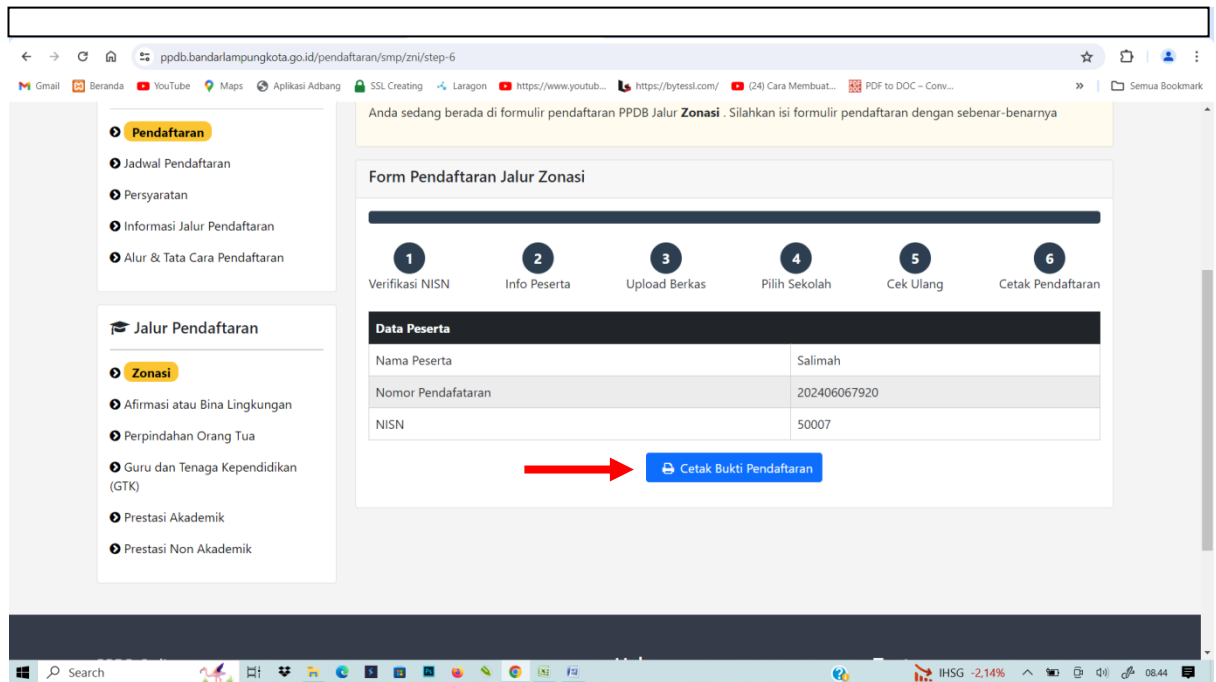 ppdb.bandarlampungkota.go.id/pendaftaran/smp/zni/step-6
Gmail Beranda YouTube Maps Aplikasi Adbang SSL Creating Laragon https://www.youtub... https://bytessl.com/ (24) Cara Membuat... PDF to DOC – Conv... » Semua Bookmark
Pendaftaran
Jadwal Pendaftaran
Persyaratan
Informasi Jalur Pendaftaran
Alur & Tata Cara Pendaftaran
Jalur Pendaftaran
Zonasi
Afirmasi atau Bina Lingkungan
Perpindahan Orang Tua
Guru dan Tenaga Kependidikan
(GTK)
Prestasi Akademik
Prestasi Non Akademik
Anda sedang berada di formulir pendaftaran PPDB Jalur Zonasi . Silahkan isi formulir pendaftaran dengan sebenar-benarnya
Form Pendaftaran Jalur Zonasi
1 2 3 4 5 6
Verifikasi NISN Info Peserta Upload Berkas Pilih Sekolah Cek Ulang Cetak Pendaftaran
Data Peserta
Nama Peserta Salimah
Nomor Pendafataran 202406067920
NISN 50007
Cetak Bukti Pendaftaran
Search IHSG -2,14% 08.44